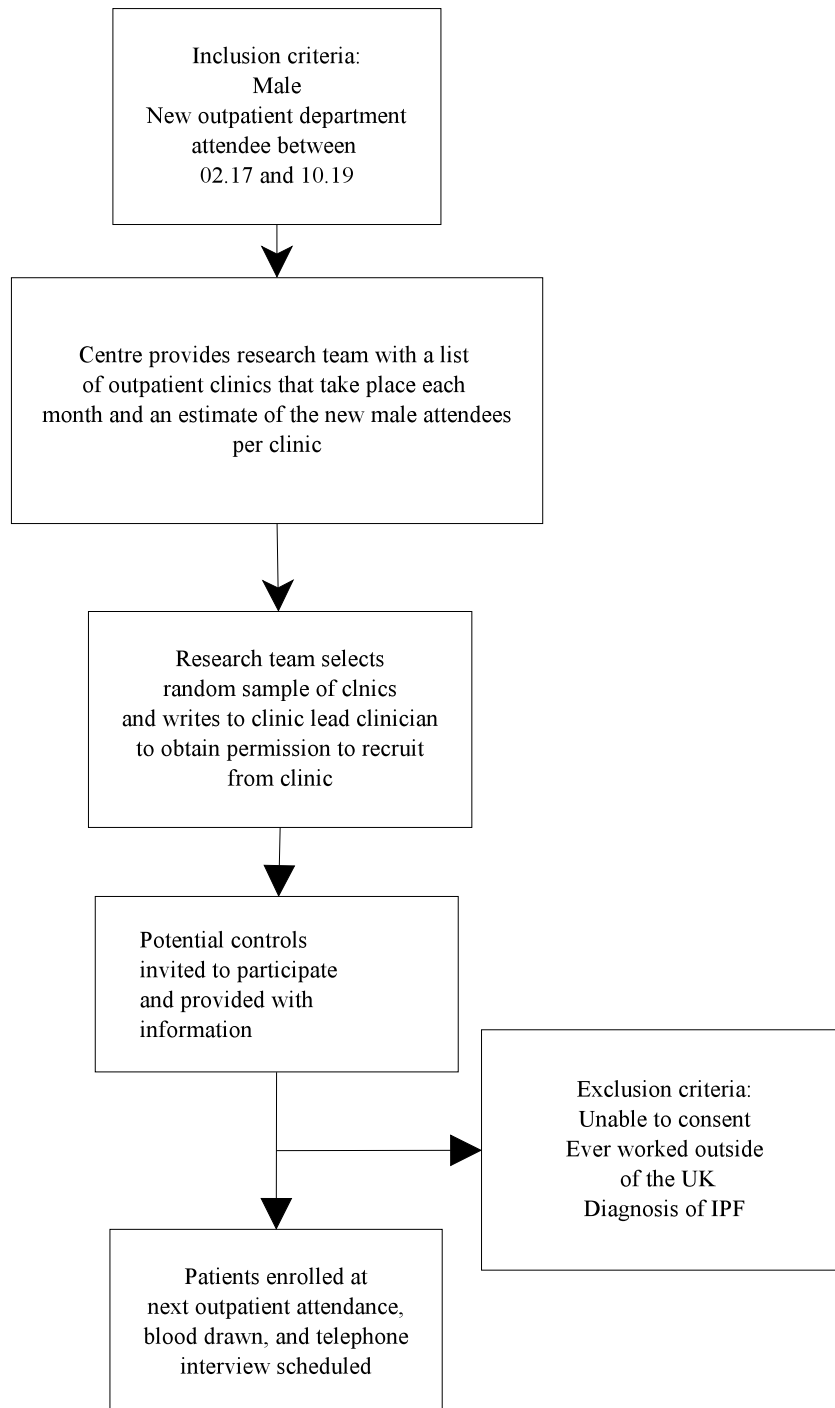 Inclusion criteria:
Male
New outpatient department
attendee between
02.17 and 10.19
Centre provides research team with a list
of outpatient clinics that take place each
month and an estimate of the new male attendees
per clinic
Research team selects
random sample of clnics
and writes to clinic lead clinician
to obtain permission to recruit
from clinic
Potential controls
invited to participate
and provided with
information
Exclusion criteria:
Unable to consent
Ever worked outside
of the UK
Diagnosis of IPF
Patients enrolled at
next outpatient attendance,
blood drawn, and telephone
interview scheduled